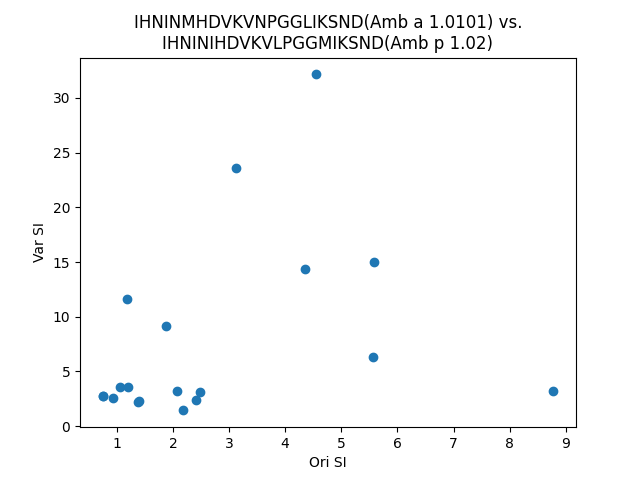 IHNINMHDVKVNPGGLIKSND(Amb a 1.0101) vs.
IHNINIHDVKVLPGGMIKSND(Amb p 1.02)
30
25
20
15
10
5
0
Var SI
1 2 3 4 5 6 7 8 9
Ori SI